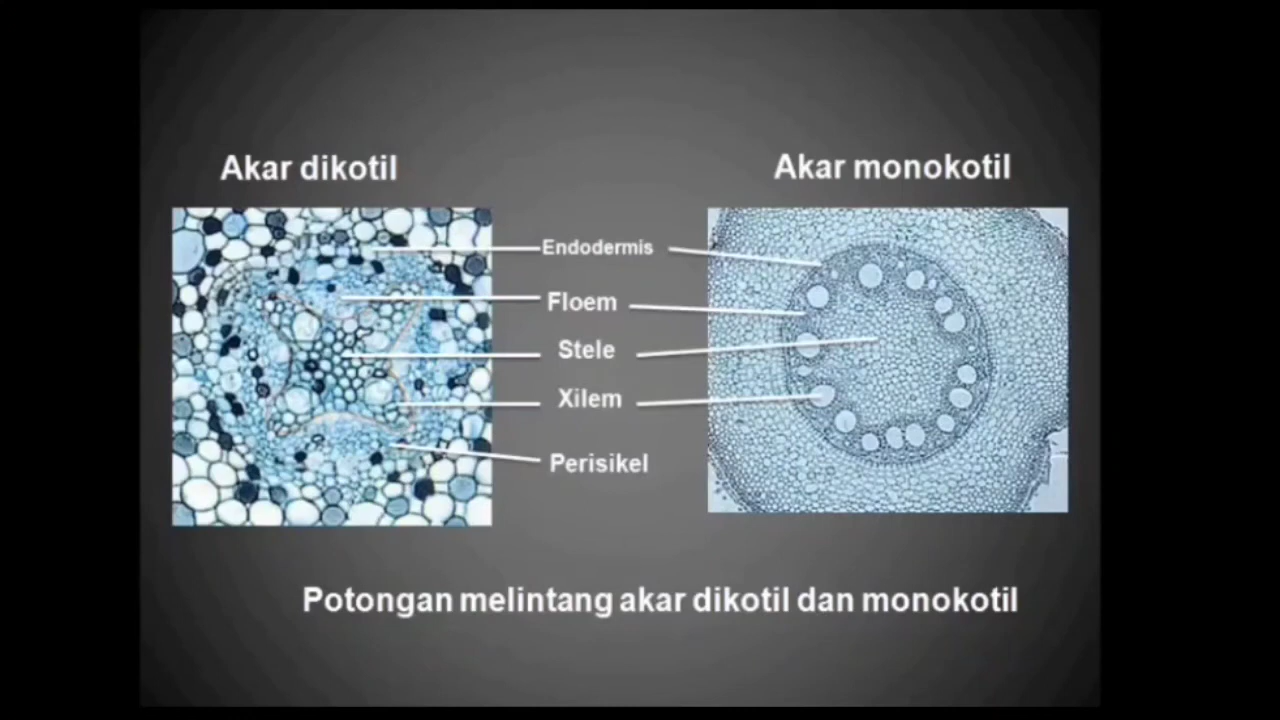 Akar dikotil
Akar monokotil
Endodermis
Floem
Stele
Xilem
Perisikel
Potongan melintang akar dikotil dan monokotil